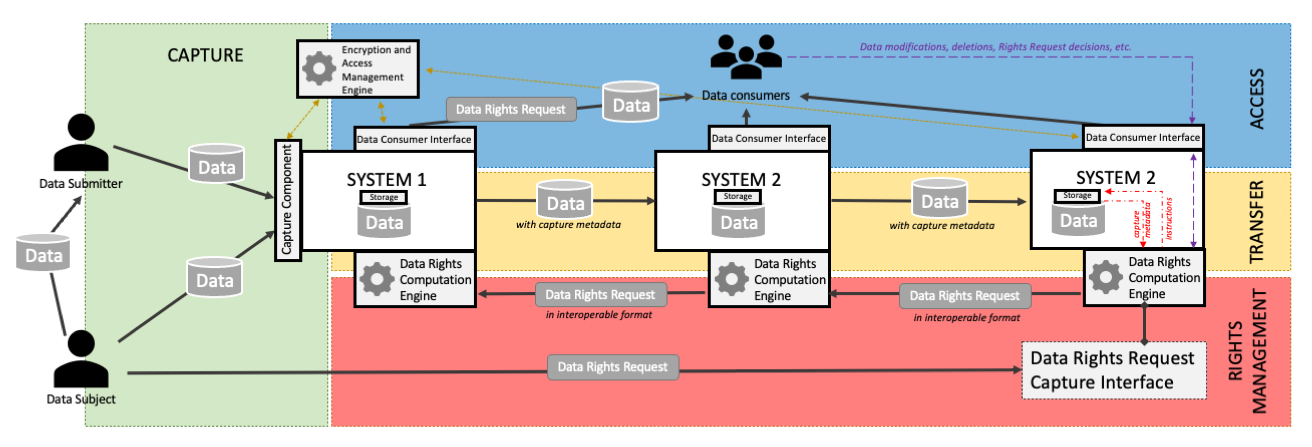 CAPTURE
Encryption and
Access
Management
Engine
Data modifications, deletions, Rights Request decisions, etc.
ACCESS
Data consumers
Data Rights Request
Data
Data Consumer Interface
Data Consumer Interface
Data Consumer Interface
Data Submitter
Data
Capture Component
SYSTEM 1
Storage
Data
Data
with capture metadata
SYSTEM 2
Storage
Data
Data
with capture metadata
SYSTEM 2
Storage
Data
capture
metadata
instructions
TRANSFER
Data
Data
Data Rights
Computation
Engine
Data Rights Request
in interoperable format
Data Rights
Computation
Engine
Data Rights Request
in interoperable format
Data Rights
Computation
Engine
RIGHTS
MANAGEMENT
Data Subject
Data Rights Request
Data Rights Request
Capture Interface